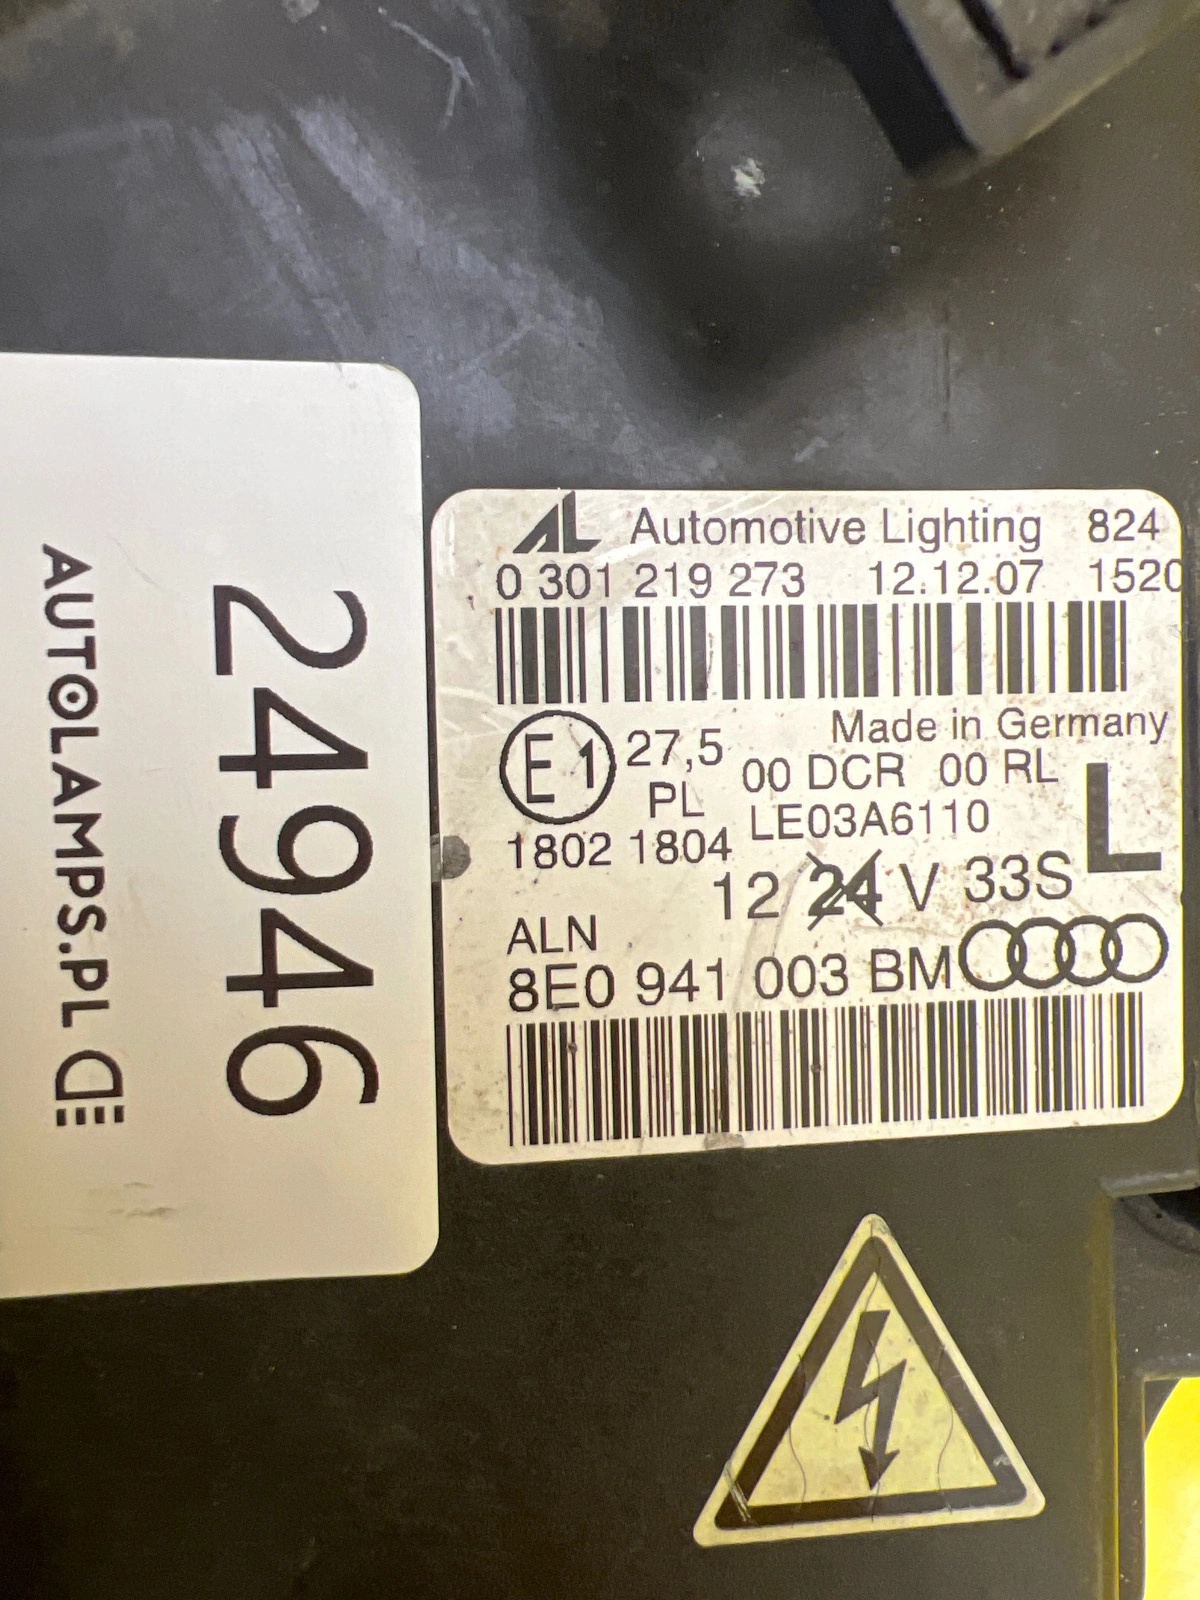 AL Automotive Lighting 824
0 301 219 273 12.12.07 1520
Made in Germany
E1 27,5 00 DCR 00 RL
PL LE03A6110 L
1802 1804
12 24 V 33S
ALN
8E0 941 003 BM
24946
AUTOLAMPS.PL